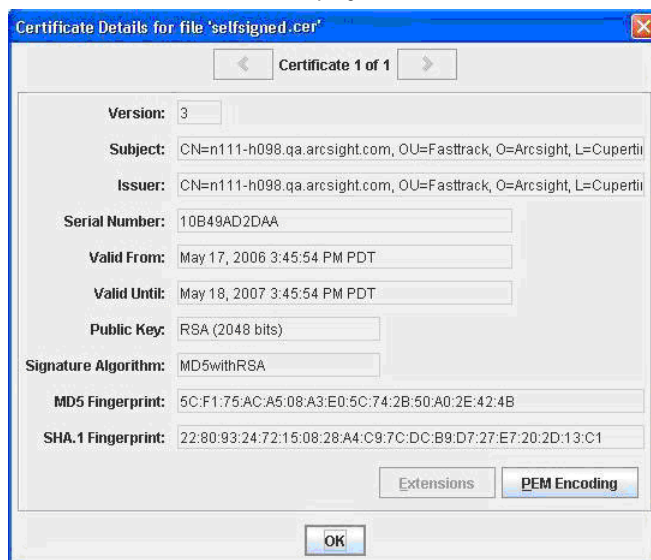 Certificate Details for file 'selfsigned.cer'
Certificate 1 of 1
Version: 3
Subject: CN=n111-h098.qa.arcsight.com, OU=Fasttrack, O=Arcsight, L=Cupertin
Issuer: CN=n111-h098.qa.arcsight.com, OU=Fasttrack, O=Arcsight, L=Cupertin
Serial Number: 10B49AD2DAA
Valid From: May 17, 2006 3:45:54 PM PDT
Valid Until: May 18, 2007 3:45:54 PM PDT
Public Key: RSA (2048 bits)
Signature Algorithm: MD5withRSA
MD5 Fingerprint: 5C:F1:75:AC:A5:08:A3:E0:5C:74:2B:50:A0:2E:42:4B
SHA.1 Fingerprint: 22:80:93:24:72:15:08:28:A4:C9:7C:DC:B9:D7:27:E7:20:2D:13:C1
Extensions PEM Encoding
OK